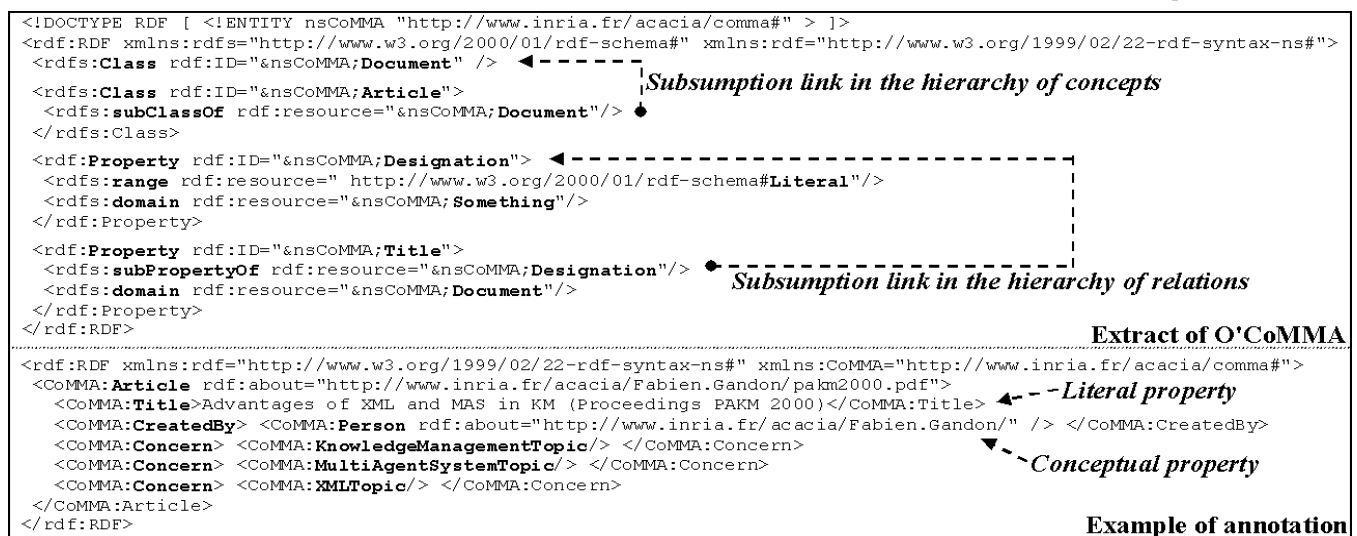 <!DOCTYPE RDF [ <!ENTITY nsCoMMA "http://www.inria.fr/acacia/comma#" > ]>
<rdf:RDF xmlns:rdfs="http://www.w3.org/2000/01/rdf-schema#" xmlns:rdf="http://www.w3.org/1999/02/22-rdf-syntax-ns#">
<rdfs:Class rdf:ID="&nsCoMMA;Document" />
Subsumption link in the hierarchy of concepts
<rdfs:Class rdf:ID="&nsCoMMA;Article">
<rdfs:subClassOf rdf:resource="&nsCoMMA;Document"/>
</rdfs:Class>
<rdf:Property rdf:ID="&nsCoMMA;Designation">
<rdfs:range rdf:resource=" http://www.w3.org/2000/01/rdf-schema#Literal"/>
<rdfs:domain rdf:resource="&nsCoMMA;Something"/>
</rdf:Property>
<rdf:Property rdf:ID="&nsCoMMA;Title">
<rdfs:subPropertyOf rdf:resource="&nsCoMMA;Designation"/>
Subsumption link in the hierarchy of relations
<rdfs:domain rdf:resource="&nsCoMMA;Document"/>
</rdf:Property>
</rdf:RDF>
Extract of O'CoMMA
<rdf:RDF xmlns:rdf="http://www.w3.org/1999/02/22-rdf-syntax-ns#" xmlns:CoMMA="http://www.inria.fr/acacia/comma#">
<CoMMA:Article rdf:about="http://www.inria.fr/acacia/Fabien.Gandon/pakm2000.pdf">
Literal property
<CoMMA:Title>Advantages of XML and MAS in KM (Proceedings PAKM 2000)</CoMMA:Title>
<CoMMA:CreatedBy> <CoMMA:Person rdf:about="http://www.inria.fr/acacia/Fabien.Gandon/" /> </CoMMA:CreatedBy>
<CoMMA:Concern> <CoMMA:KnowledgeManagementTopic/> </CoMMA:Concern>
<CoMMA:Concern> <CoMMA:MultiAgentSystemTopic/> </CoMMA:Concern>
Conceptual property
<CoMMA:Concern> <CoMMA:XMLTopic/> </CoMMA:Concern>
</CoMMA:Article>
</rdf:RDF>
Example of annotation